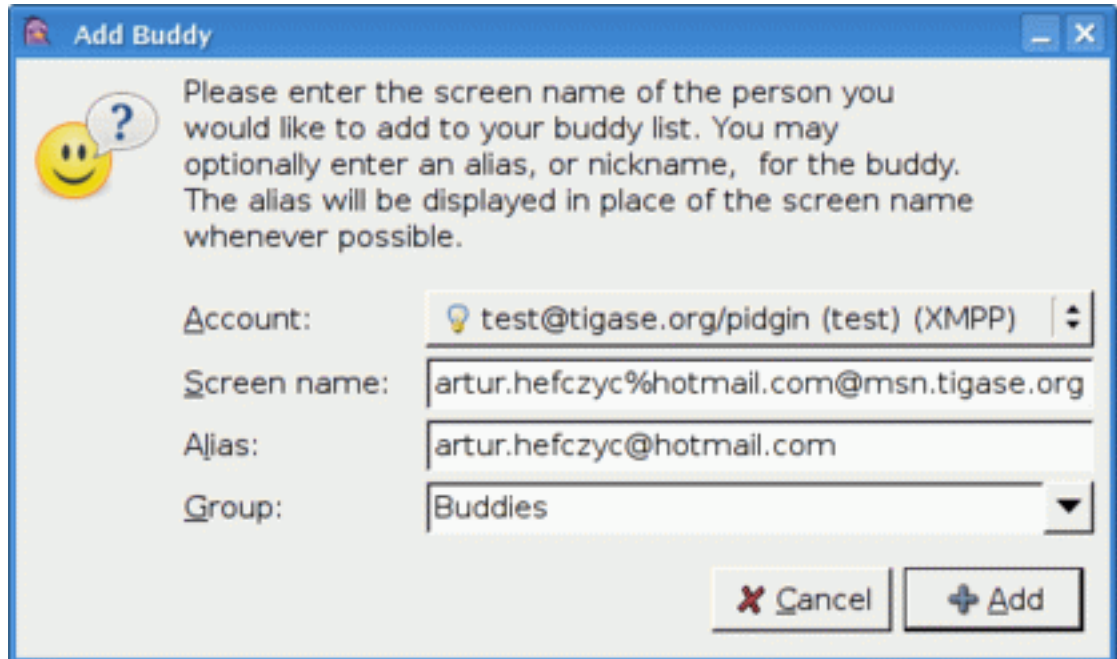 Add Buddy
?
Please enter the screen name of the person you
would like to add to your buddy list. You may
optionally enter an alias, or nickname,  for the buddy.
The alias will be displayed in place of the screen name
whenever possible.
Account: test@tigase.org/pidgin (test) (XMPP)
Screen name: artur.hefczyc%hotmail.com@msn.tigase.org
Alias: artur.hefczyc@hotmail.com
Group: Buddies
Cancel Add